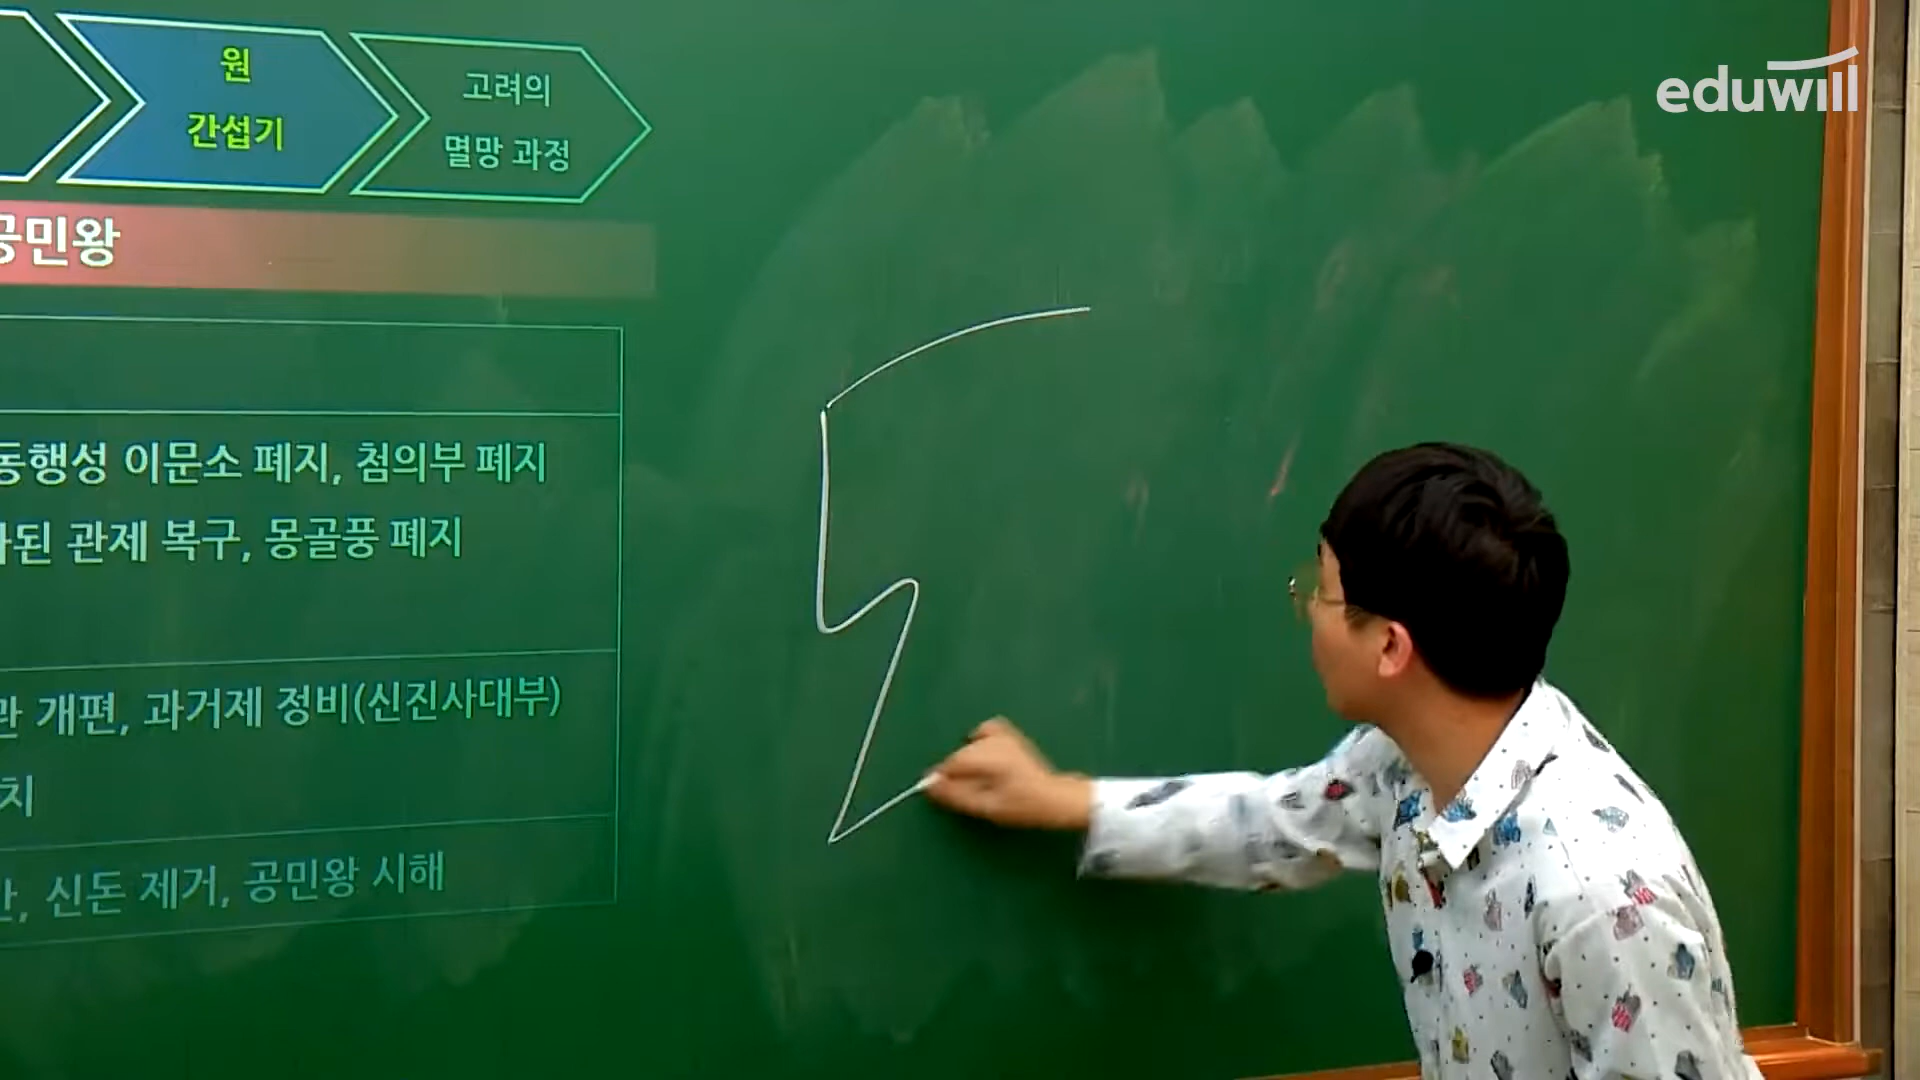 eduwill
원
간섭기
고려의
멸망 과정
공민왕
동행성 이문소 폐지, 첨의부 폐지
된 관제 복구, 몽골풍 폐지
개편, 과거제 정비(신진사대부)
치
신돈 제거, 공민왕 시해